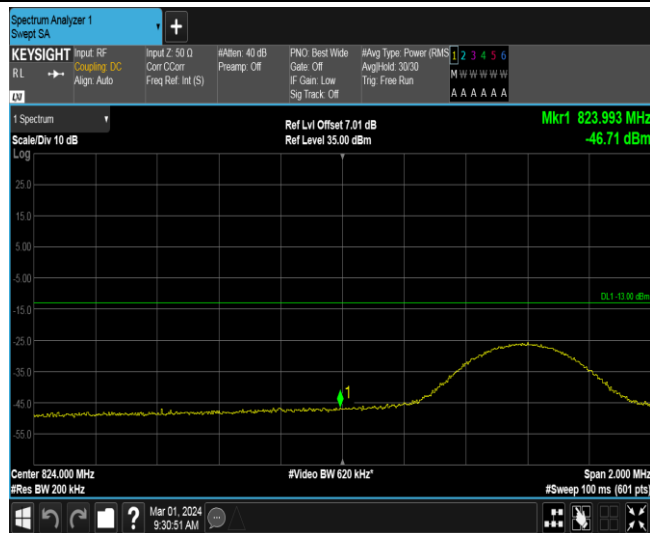 Spectrum Analyzer 1
Swept SA
+
KEYSIGHT
RL
LXI
Input: RF
Coupling: DC
Align: Auto
Input Z: 50 Ω
Corr CCorr
Freq Ref: Int (S)
#Atten: 40 dB
Preamp: Off
PNO: Best Wide
Gate: Off
IF Gain: Low
Sig Track: Off
#Avg Type: Power (RMS
Avg|Hold: 30/30
Trig: Free Run
1 2 3 4 5 6
M W W W W W
A A A A A A
1 Spectrum
Scale/Div 10 dB
Log
Ref Lvl Offset 7.01 dB
Ref Level 35.00 dBm
Mkr1 823.993 MHz
-46.71 dBm
25.0
15.0
5.00
-5.00
DL1 -13.00 dBm
-15.0
-25.0
-35.0
1
-45.0
-55.0
Center 824.000 MHz
#Res BW 200 kHz
#Video BW 620 kHz*
Span 2.000 MHz
#Sweep 100 ms (601 pts)
?
Mar 01, 2024
9:30:51 AM